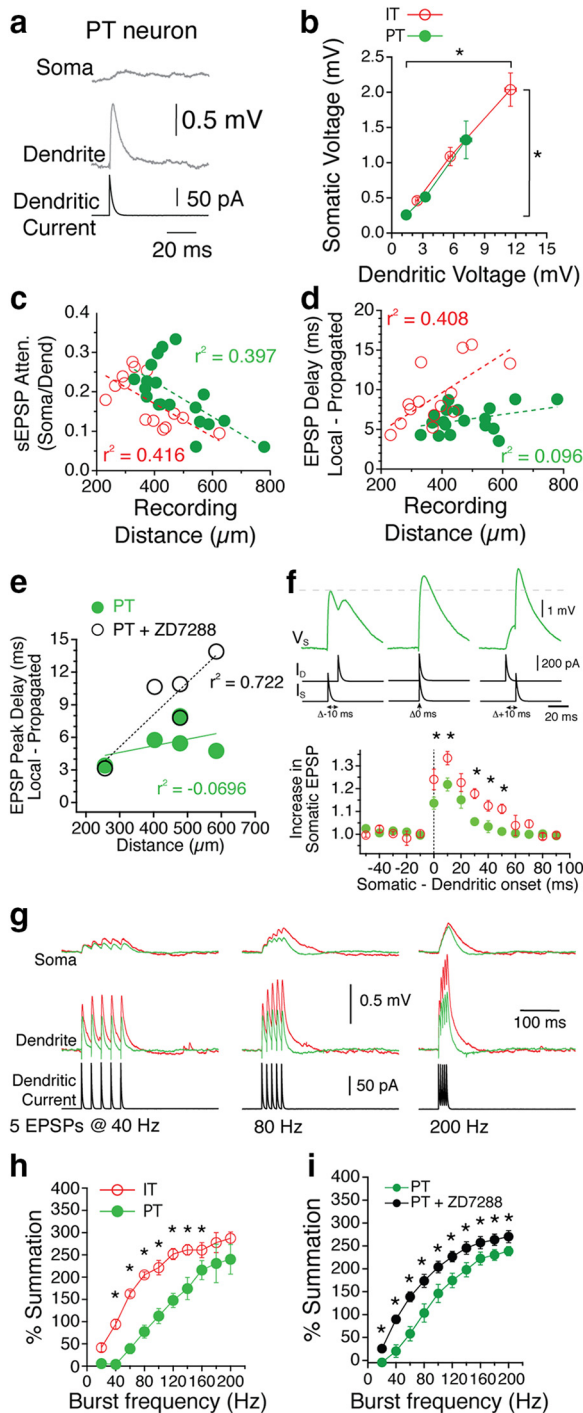 a
PT neuron
Soma
0.5 mV
Dendrite
Dendritic
Current
50 pA
20 ms
b
IT
PT
*
*
Somatic Voltage (mV)
2.5
2.0
1.5
1.0
0.5
0.0
0 3 6 9 12 15
Dendritic Voltage (mV)
c
sEPSP Atten.
(Soma/Dend)
0.4
0.3
0.2
0.1
0.0
r² = 0.397
r² = 0.416
200 400 600 800
Recording
Distance (µm)
d
EPSP Delay (ms)
Local - Propagated
20
15
10
5
0
r² = 0.408
r² = 0.096
200 400 600 800
Recording
Distance (µm)
e
PT
PT + ZD7288
EPSP Peak Delay (ms)
Local - Propagated
15
12
9
6
3
0
r² = 0.722
r² = -0.0696
200 300 400 500 600 700
Distance (µm)
f
VS
1 mV
ID
IS
200 pA
Δ-10 ms
Δ0 ms
Δ+10 ms
20 ms
Increase in
Somatic EPSP
1.3
1.2
1.1
1.0
* * * * *
-40 -20 0 20 40 60 80 100
Somatic - Dendritic onset (ms)
g
Soma
Dendrite
0.5 mV
100 ms
Dendritic
Current
50 pA
5 EPSPs @ 40 Hz
80 Hz
200 Hz
h
IT
PT
% Summation
400
350
300
250
200
150
100
50
0
* * * * * * *
0 40 80 120 160 200
Burst frequency (Hz)
i
PT
PT + ZD7288
% Summation
400
350
300
250
200
150
100
50
0
* * * * * * * * * *
0 40 80 120 160 200
Burst frequency (Hz)